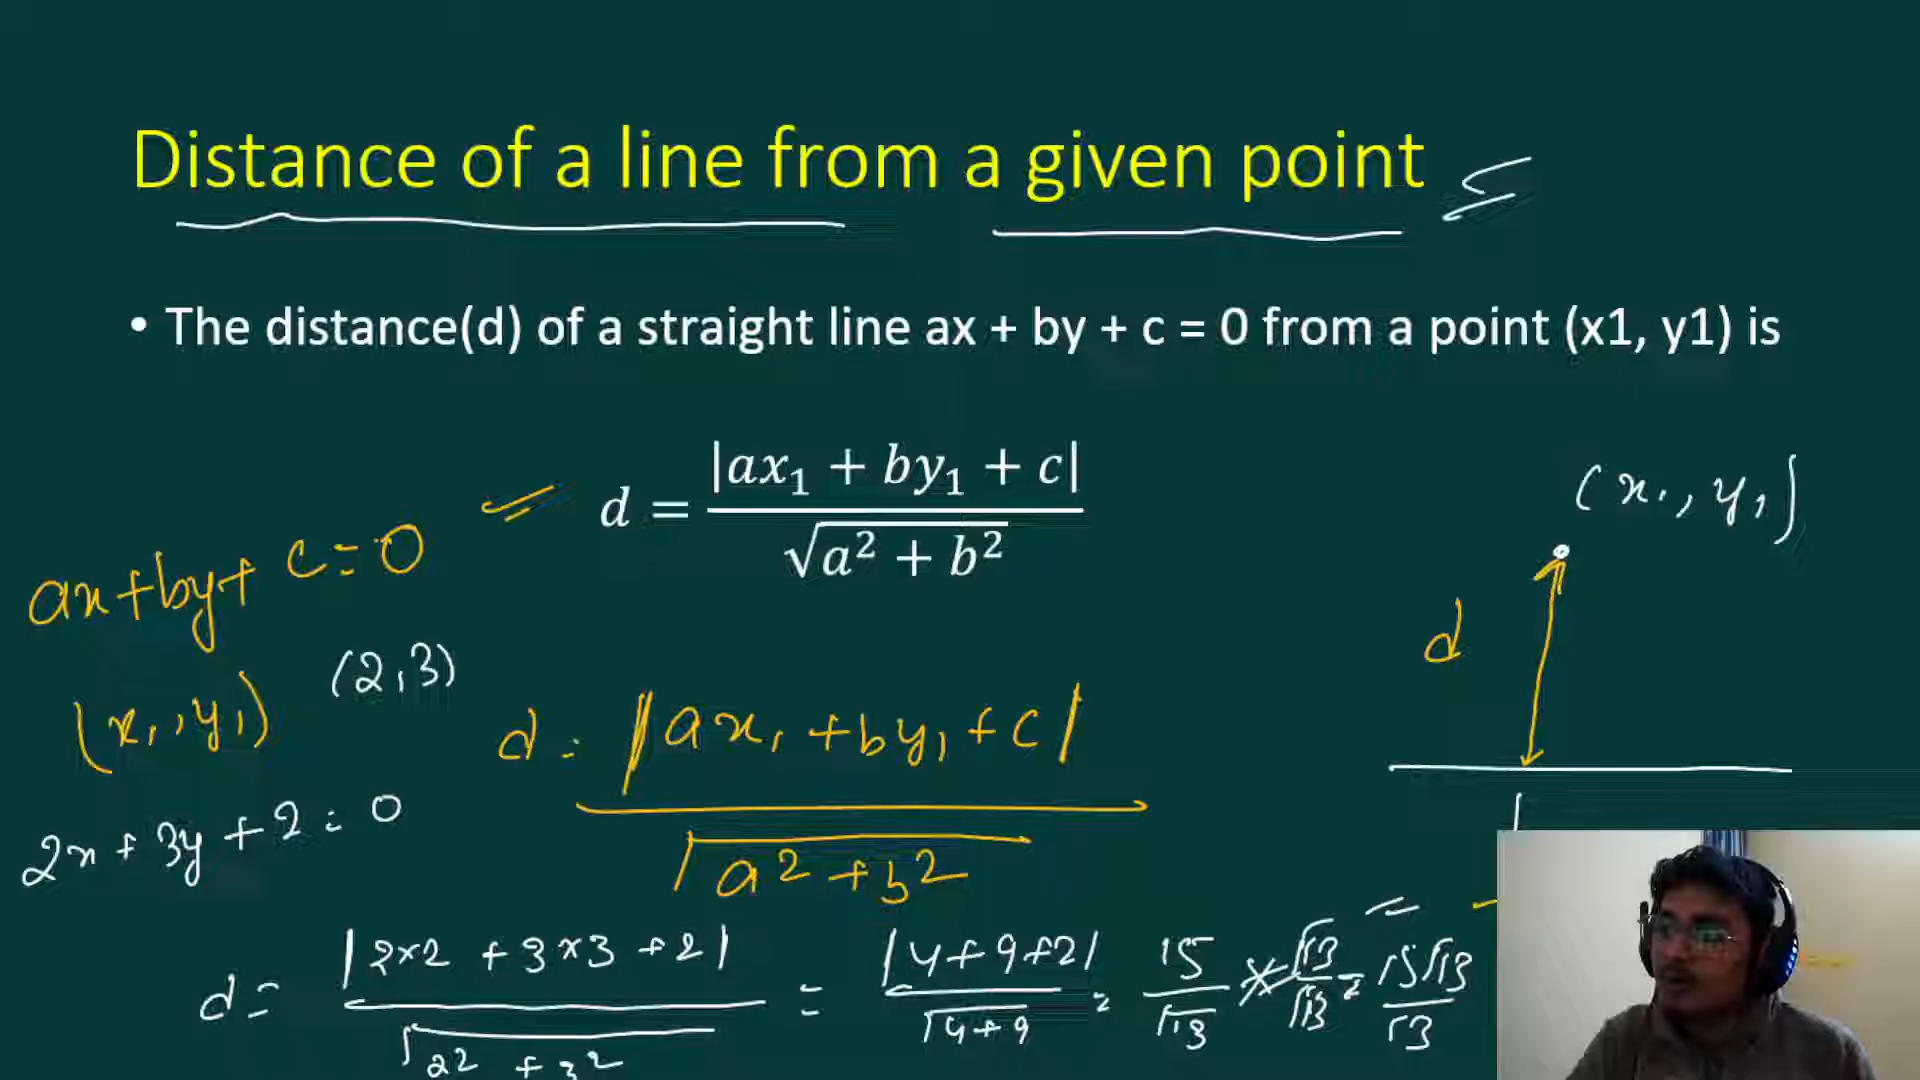 Distance of a line from a given point
• The distance(d) of a straight line ax + by + c = 0 from a point (x1, y1) is
d = |ax₁ + by₁ + c| / √a² + b²
(x₁, y₁)
ax+by+c=0
d
(x₁, y₁) (2,3)
d = |ax₁ + by₁ + c| / √a²+b²
2x + 3y + 2 = 0
d = |2×2 + 3×3 + 2| / √2² + 3² = |4+9+2| / √4+9 = 15/√13 × √13/√13 = 15√13/13